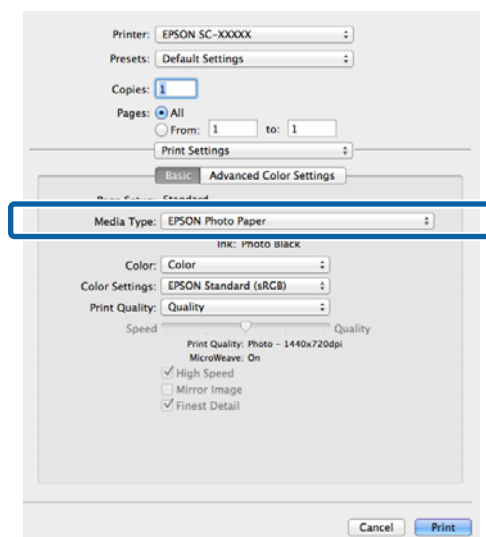 Printer: EPSON SC-XXXXX
Presets: Default Settings
Copies: 1
Pages: All
From: 1 to: 1
Print Settings
Basic Advanced Color Settings
Page Setup: Standard
Media Type: EPSON Photo Paper
Ink: Photo Black
Color: Color
Color Settings: EPSON Standard (sRGB)
Print Quality: Quality
Speed Quality
Print Quality: Photo - 1440x720dpi
MicroWeave: On
High Speed
Mirror Image
Finest Detail
Cancel Print